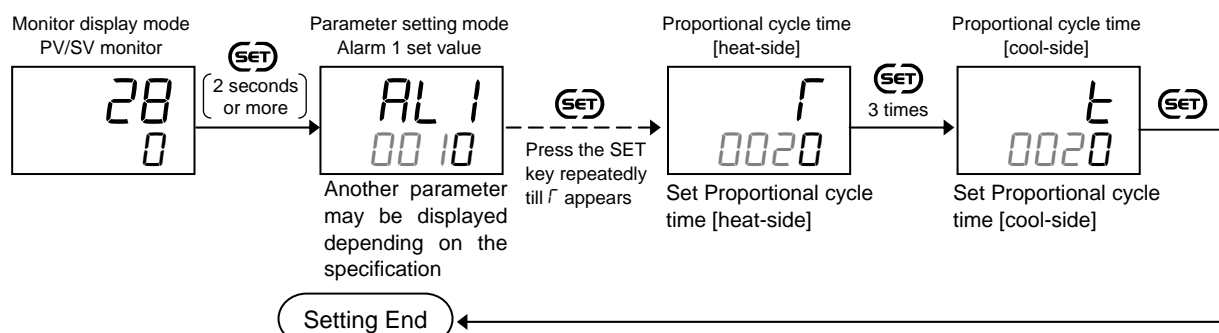 Monitor display mode
PV/SV monitor
28
0
SET
2 seconds
or more
Parameter setting mode
Alarm 1 set value
AL1
0010
Another parameter
may be displayed
depending on the
specification
SET
Press the SET
key repeatedly
till Γ appears
Proportional cycle time
[heat-side]
Γ
0020
Set Proportional cycle
time [heat-side]
SET
3 times
Proportional cycle time
[cool-side]
t
0020
Set Proportional cycle
time [cool-side]
SET
Setting End